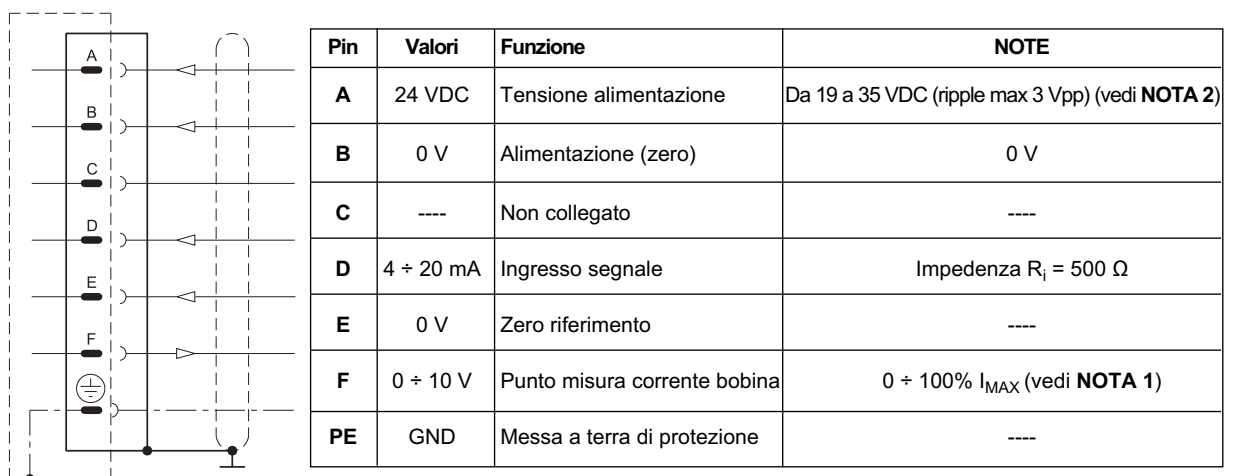 A
B
C
D
E
F
Pin Valori Funzione NOTE
A 24 VDC Tensione alimentazione Da 19 a 35 VDC (ripple max 3 Vpp) (vedi NOTA 2)
B 0 V Alimentazione (zero) 0 V
C ---- Non collegato ----
D 4 ÷ 20 mA Ingresso segnale Impedenza Ri = 500 Ω
E 0 V Zero riferimento ----
F 0 ÷ 10 V Punto misura corrente bobina 0 ÷ 100% IMAX (vedi NOTA 1)
PE GND Messa a terra di protezione ----